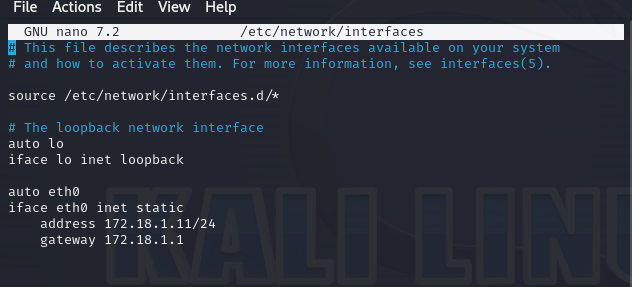 File Actions Edit View Help
GNU nano 7.2 /etc/network/interfaces
# This file describes the network interfaces available on your system
# and how to activate them. For more information, see interfaces(5).
source /etc/network/interfaces.d/*
# The loopback network interface
auto lo
iface lo inet loopback
auto eth0
iface eth0 inet static
    address 172.18.1.11/24
    gateway 172.18.1.1
KALI LINU